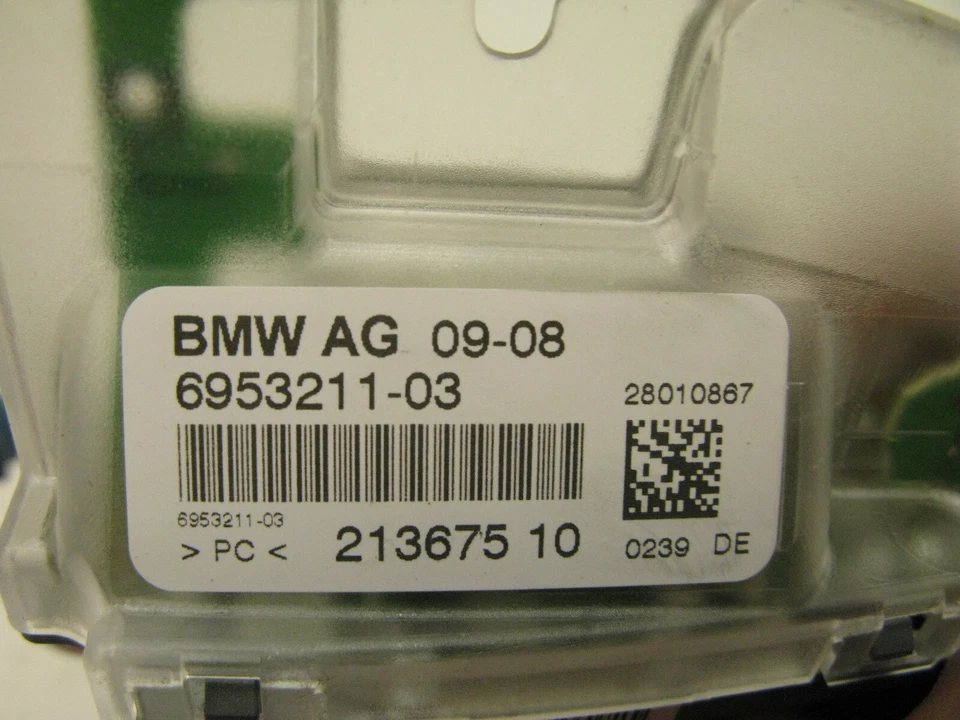 BMW AG 09-08
6953211-03
28010867
6953211-03
> PC < 213675 10
0239 DE